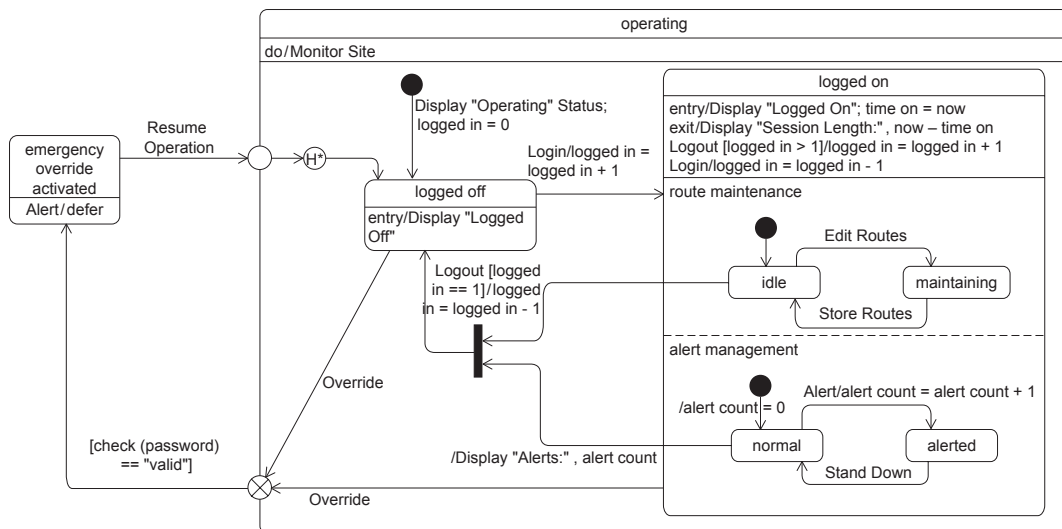 operating
do/Monitor Site
Display "Operating" Status;
logged in = 0
Resume
Operation
emergency
override
activated
Alert/defer
H*
logged off
entry/Display "Logged
Off"
Login/logged in =
logged in + 1
logged on
entry/Display "Logged On"; time on = now
exit/Display "Session Length:" , now – time on
Logout [logged in > 1]/logged in = logged in + 1
Login/logged in = logged in - 1
route maintenance
Edit Routes
idle
maintaining
Store Routes
Logout [logged
in == 1]/logged
in = logged in - 1
alert management
/alert count = 0
Alert/alert count = alert count + 1
normal
alerted
Stand Down
/Display "Alerts:" , alert count
Override
Override
[check (password)
== "valid"]